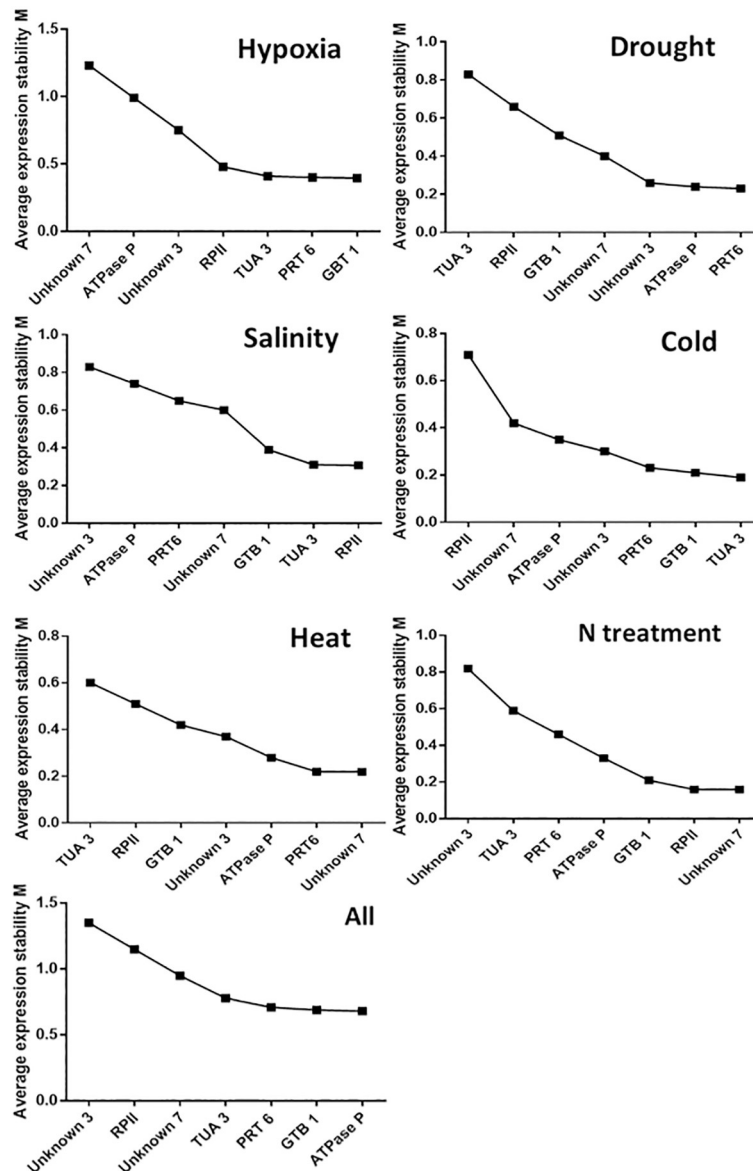 Hypoxia
Average expression stability M
1.5
1.0
0.5
0.0
Unknown 7
ATPase P
Unknown 3
RPII
TUA 3
PRT 6
GBT 1
Drought
Average expression stability M
1.0
0.8
0.6
0.4
0.2
0.0
TUA 3
RPII
GTB 1
Unknown 7
Unknown 3
ATPase P
PRT6
Salinity
Average expression stability M
1.0
0.8
0.6
0.4
0.2
0.0
Unknown 3
ATPase P
PRT6
Unknown 7
GTB 1
TUA 3
RPII
Cold
Average expression stability M
0.8
0.6
0.4
0.2
0.0
RPII
Unknown 7
ATPase P
Unknown 3
PRT6
GTB 1
TUA 3
Heat
Average expression stability M
0.8
0.6
0.4
0.2
0.0
TUA 3
RPII
GTB 1
Unknown 3
ATPase P
PRT6
Unknown 7
N treatment
Average expression stability M
1.0
0.8
0.6
0.4
0.2
0.0
Unknown 3
TUA 3
PRT 6
ATPase P
GTB 1
RPII
Unknown 7
All
Average expression stability M
1.5
1.0
0.5
0.0
Unknown 3
RPII
Unknown 7
TUA 3
PRT 6
GTB 1
ATPase P